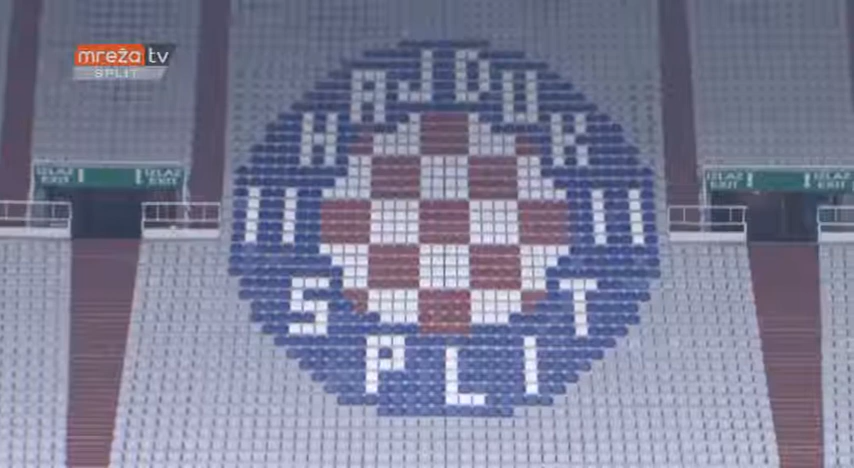 mreža tv
SPLIT
HAJDUK
SPLIT
IZLAZ IZLAZ
EXIT EXIT
IZLAZ IZLAZ
EXIT EXIT